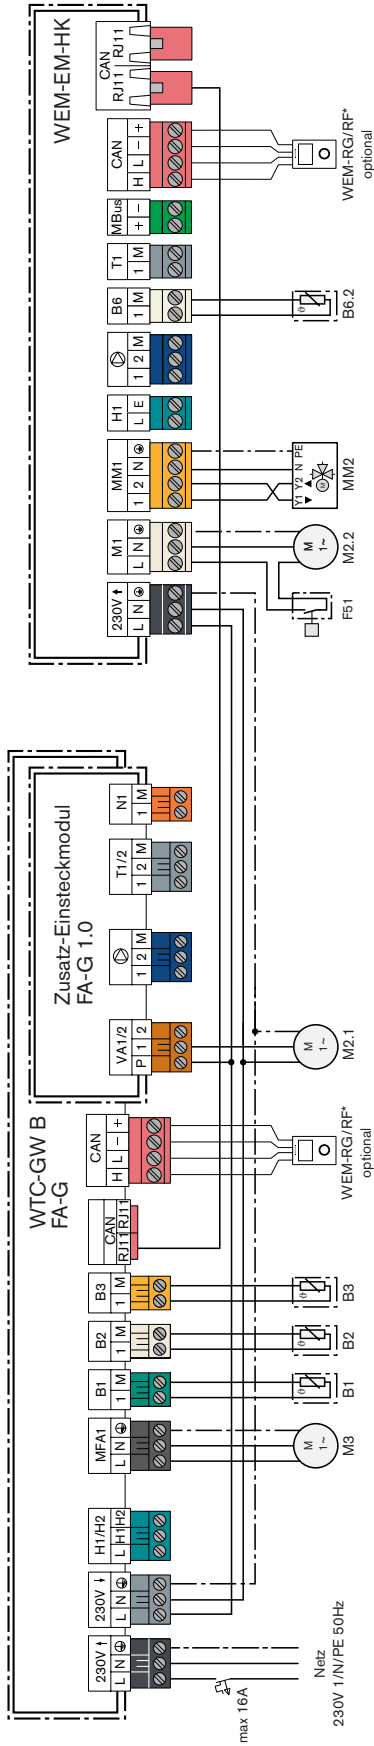 WTC-GW B
FA-G
230V ↑
L N ⏚
230V ↓
L N ⏚
H1/H2
L H1 H2
MFA1
L N ⏚
B1
1 M
B2
1 M
B3
1 M
CAN
RJ11 RJ11
CAN
H L − +
Zusatz-Einsteckmodul
FA-G 1.0
VA1/2
P 1 2
1 2 M
T1/2
1 2 M
N1
1 M
max 16A
Netz
230V 1/N/PE 50Hz
M
1~
M3
ϑ
B1
ϑ
B2
ϑ
B3
WEM-RG/RF*
optional
M
1~
M2.1
WEM-EM-HK
230V ↑
L N ⏚
M1
L N ⏚
MM1
1 2 N ⏚
H1
L E
1 2 M
B6
1 M
T1
1 M
MBus
+ −
CAN
H L − +
CAN
RJ11 RJ11
F51
M
1~
M2.2
Y1 Y2 N PE
M
MM2
ϑ
B6.2
WEM-RG/RF*
optional